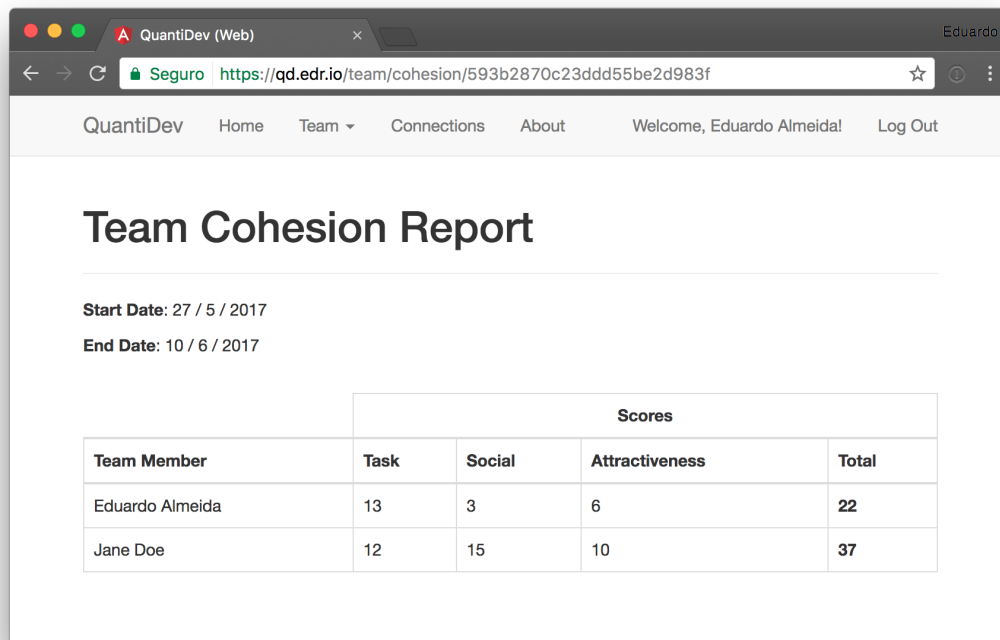 QuantiDev (Web)
Eduardo
Seguro https://qd.edr.io/team/cohesion/593b2870c23ddd55be2d983f
QuantiDev Home Team Connections About Welcome, Eduardo Almeida! Log Out
Team Cohesion Report
Start Date: 27 / 5 / 2017
End Date: 10 / 6 / 2017
Scores
Team Member Task Social Attractiveness Total
Eduardo Almeida 13 3 6 22
Jane Doe 12 15 10 37